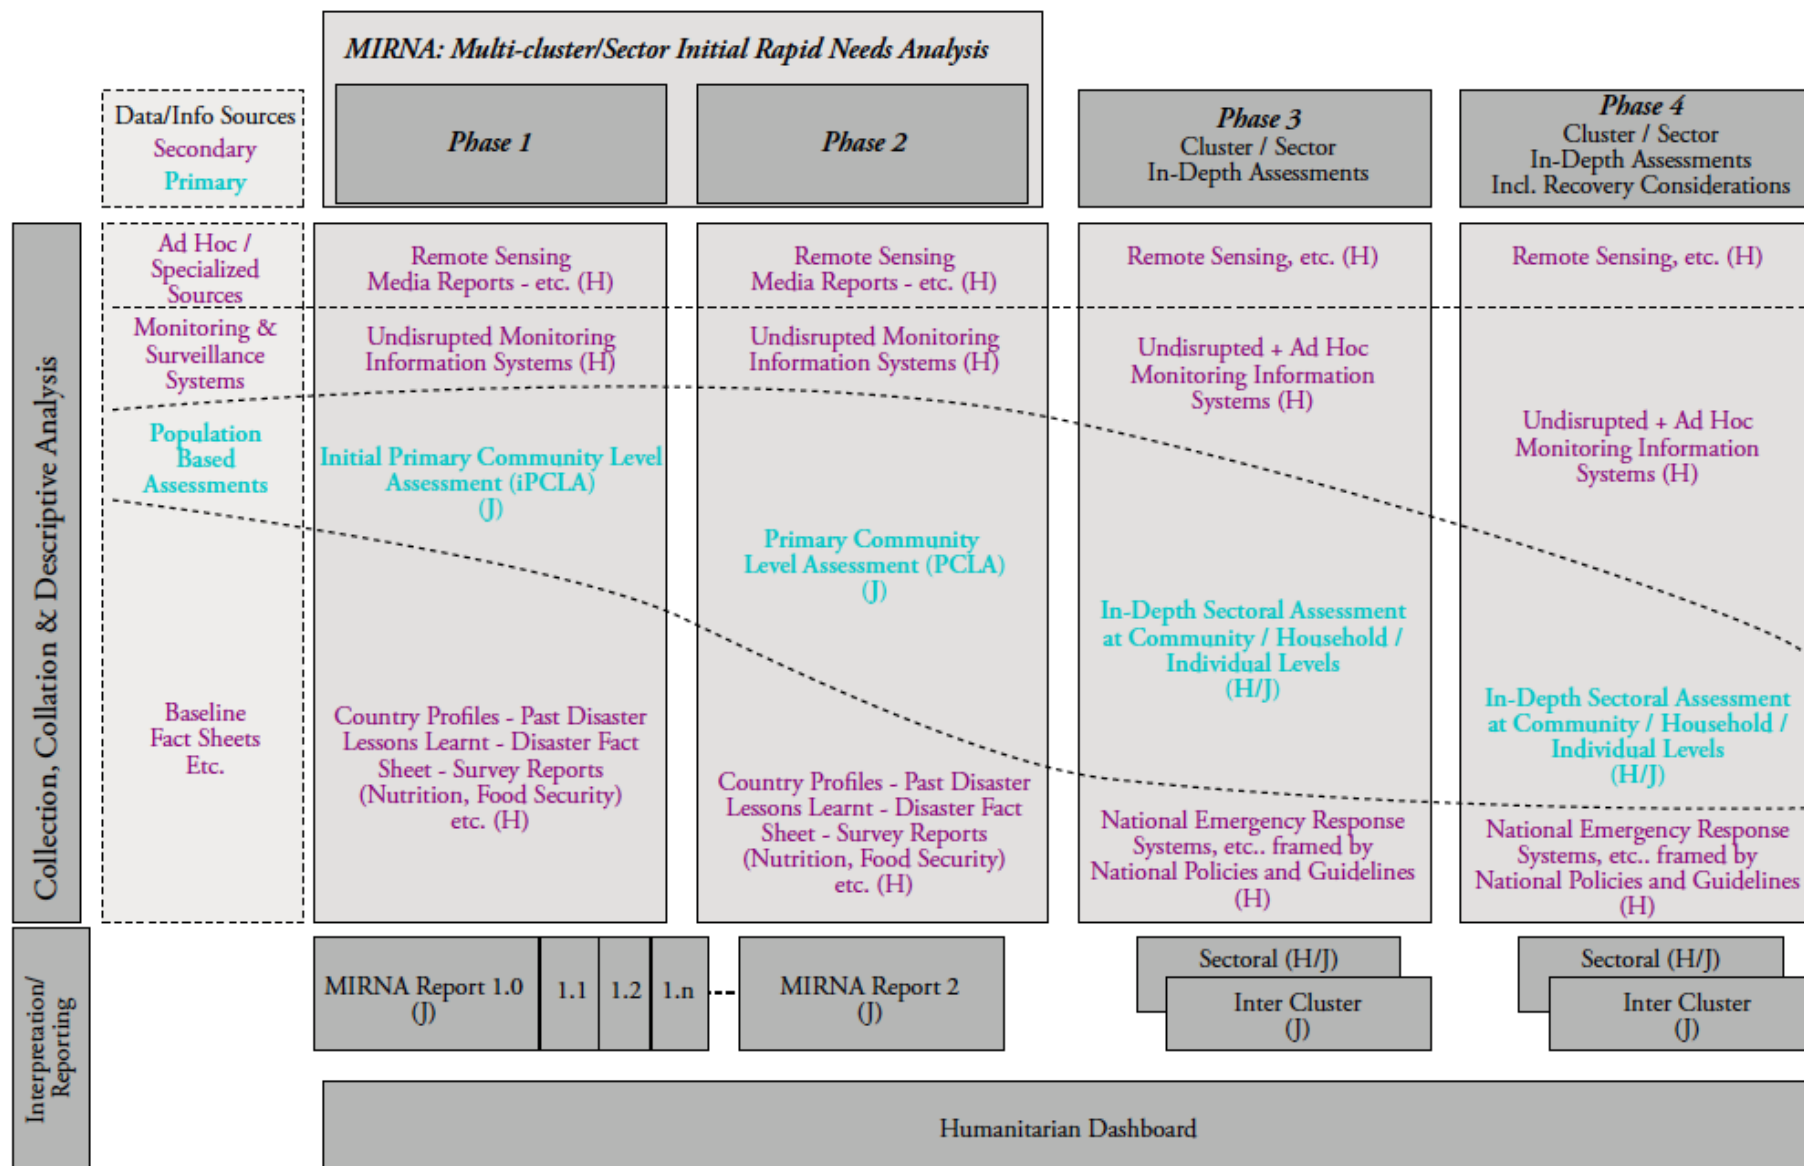 MIRNA: Multi-cluster/Sector Initial Rapid Needs Analysis
Data/Info Sources
Secondary
Primary
Phase 1
Phase 2
Phase 3
Cluster / Sector
In-Depth Assessments
Phase 4
Cluster / Sector
In-Depth Assessments
Incl. Recovery Considerations
Collection, Collation & Descriptive Analysis
Ad Hoc /
Specialized
Sources
Remote Sensing
Media Reports - etc. (H)
Remote Sensing
Media Reports - etc. (H)
Remote Sensing, etc. (H)
Remote Sensing, etc. (H)
Monitoring &
Surveillance
Systems
Undisrupted Monitoring
Information Systems (H)
Undisrupted Monitoring
Information Systems (H)
Undisrupted + Ad Hoc
Monitoring Information
Systems (H)
Undisrupted + Ad Hoc
Monitoring Information
Systems (H)
Population
Based
Assessments
Initial Primary Community Level
Assessment (iPCLA)
(J)
Primary Community
Level Assessment (PCLA)
(J)
In-Depth Sectoral Assessment
at Community / Household /
Individual Levels
(H/J)
In-Depth Sectoral Assessment
at Community / Household /
Individual Levels
(H/J)
Baseline
Fact Sheets
Etc.
Country Profiles - Past Disaster
Lessons Learnt - Disaster Fact
Sheet - Survey Reports
(Nutrition, Food Security)
etc. (H)
Country Profiles - Past Disaster
Lessons Learnt - Disaster Fact
Sheet - Survey Reports
(Nutrition, Food Security)
etc. (H)
National Emergency Response
Systems, etc.. framed by
National Policies and Guidelines
(H)
National Emergency Response
Systems, etc.. framed by
National Policies and Guidelines
(H)
Interpretation/
Reporting
MIRNA Report 1.0
(J)
1.1
1.2
1.n
MIRNA Report 2
(J)
Sectoral (H/J)
Inter Cluster
(J)
Sectoral (H/J)
Inter Cluster
(J)
Humanitarian Dashboard